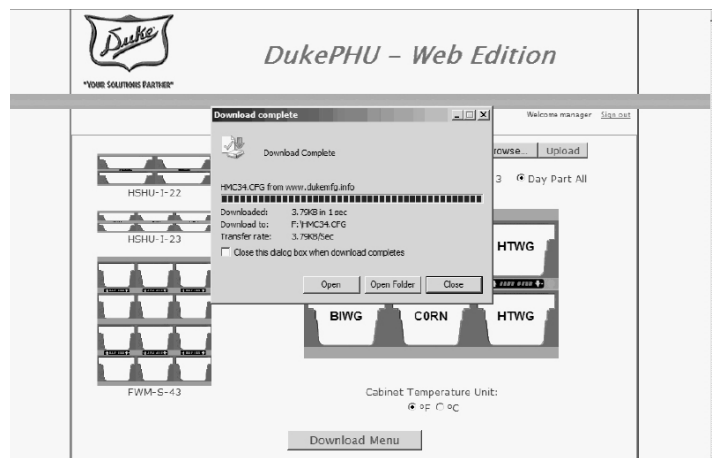 Duke
"YOUR SOLUTIONS PARTNER"
DukePHU – Web Edition
Welcome manager Sign out
Download complete
Download Complete
HMC34.CFG from www.dukemfg.info
Downloaded: 3.79KB in 1 sec
Download to: F:\HMC34.CFG
Transfer rate: 3.79KB/Sec
Close this dialog box when download completes
Open Open Folder Close
rowse... Upload
3 Day Part All
HSHU-I-22
HSHU-I-23
FWM-S-43
HTWG
BIWG CORN HTWG
Cabinet Temperature Unit:
°F °C
Download Menu